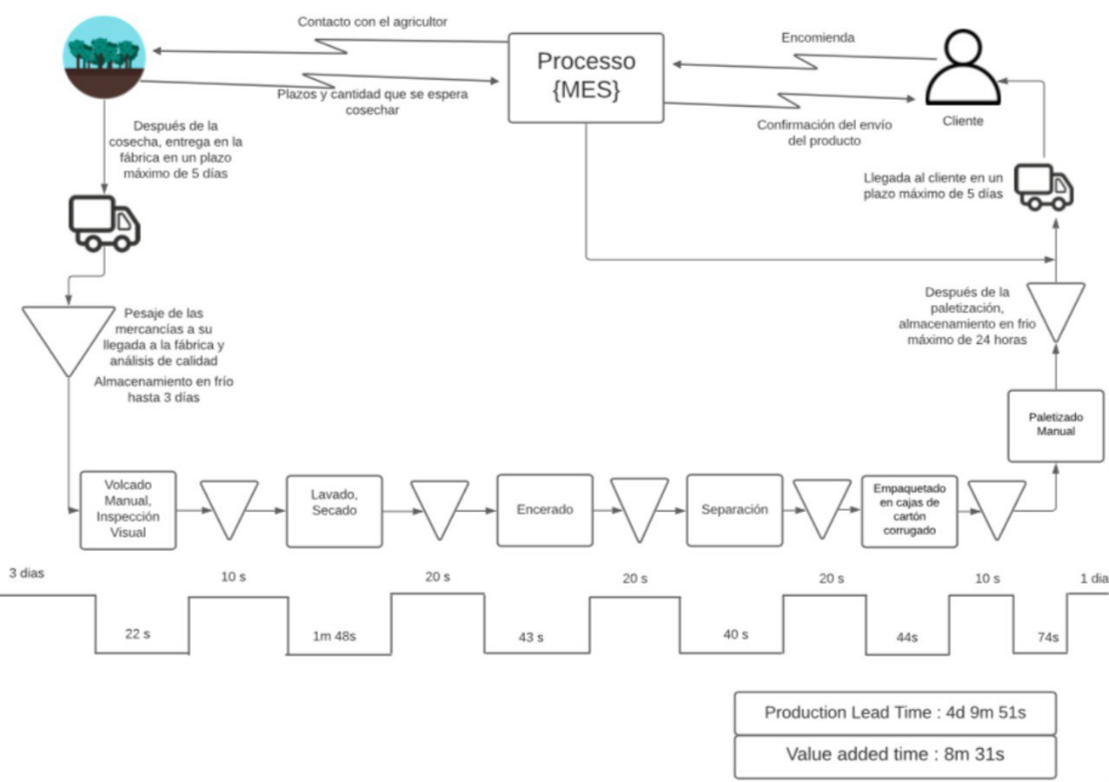 Contacto con el agricultor
Plazos y cantidad que se espera
cosechar
Processo
{MES}
Encomienda
Confirmación del envío
del producto
Cliente
Después de la
cosecha, entrega en la
fábrica en un plazo
máximo de 5 días
Llegada al cliente en un
plazo máximo de 5 días
Pesaje de las
mercancías a su
llegada a la fábrica y
análisis de calidad
Almacenamiento en frío
hasta 3 días
Después de la
paletización,
almacenamiento en frio
máximo de 24 horas
Paletizado
Manual
Volcado
Manual,
Inspección
Visual
Lavado,
Secado
Encerado
Separación
Empaquetado
en cajas de
cartón
corrugado
3 dias
10 s
20 s
20 s
20 s
10 s
1 dia
22 s
1m 48s
43 s
40 s
44s
74s
Production Lead Time : 4d 9m 51s
Value added time : 8m 31s